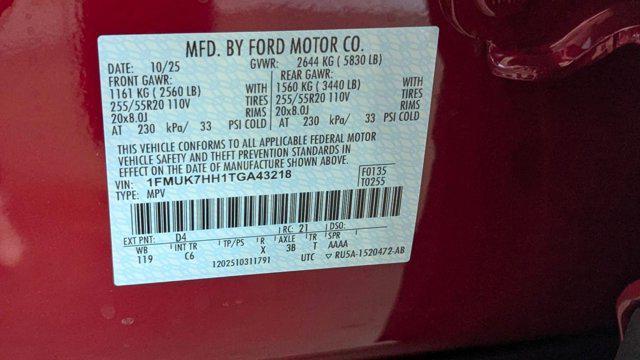 MFD. BY FORD MOTOR CO.
DATE: 10/25 GVWR: 2644 KG ( 5830 LB)
FRONT GAWR: REAR GAWR:
1161 KG ( 2560 LB) 1560 KG ( 3440 LB)
255/55R20 110V TIRES 255/55R20 110V TIRES
20x8.0J RIMS 20x8.0J RIMS
AT 230 kPa/ 33 PSI COLD AT 230 kPa/ 33 PSI COLD
THIS VEHICLE CONFORMS TO ALL APPLICABLE FEDERAL MOTOR
VEHICLE SAFETY AND THEFT PREVENTION STANDARDS IN
EFFECT ON THE DATE OF MANUFACTURE SHOWN ABOVE.
VIN: 1FMUK7HH1TGA43218 F0135
TYPE: MPV T0255
RC: 21 DSO:
EXT PNT: D4
WB INT TR TP/PS R AXLE TR SPR
119 C6 X 3B T AAAA
1202510311791 UTC ▽ RU5A-1520472-AB